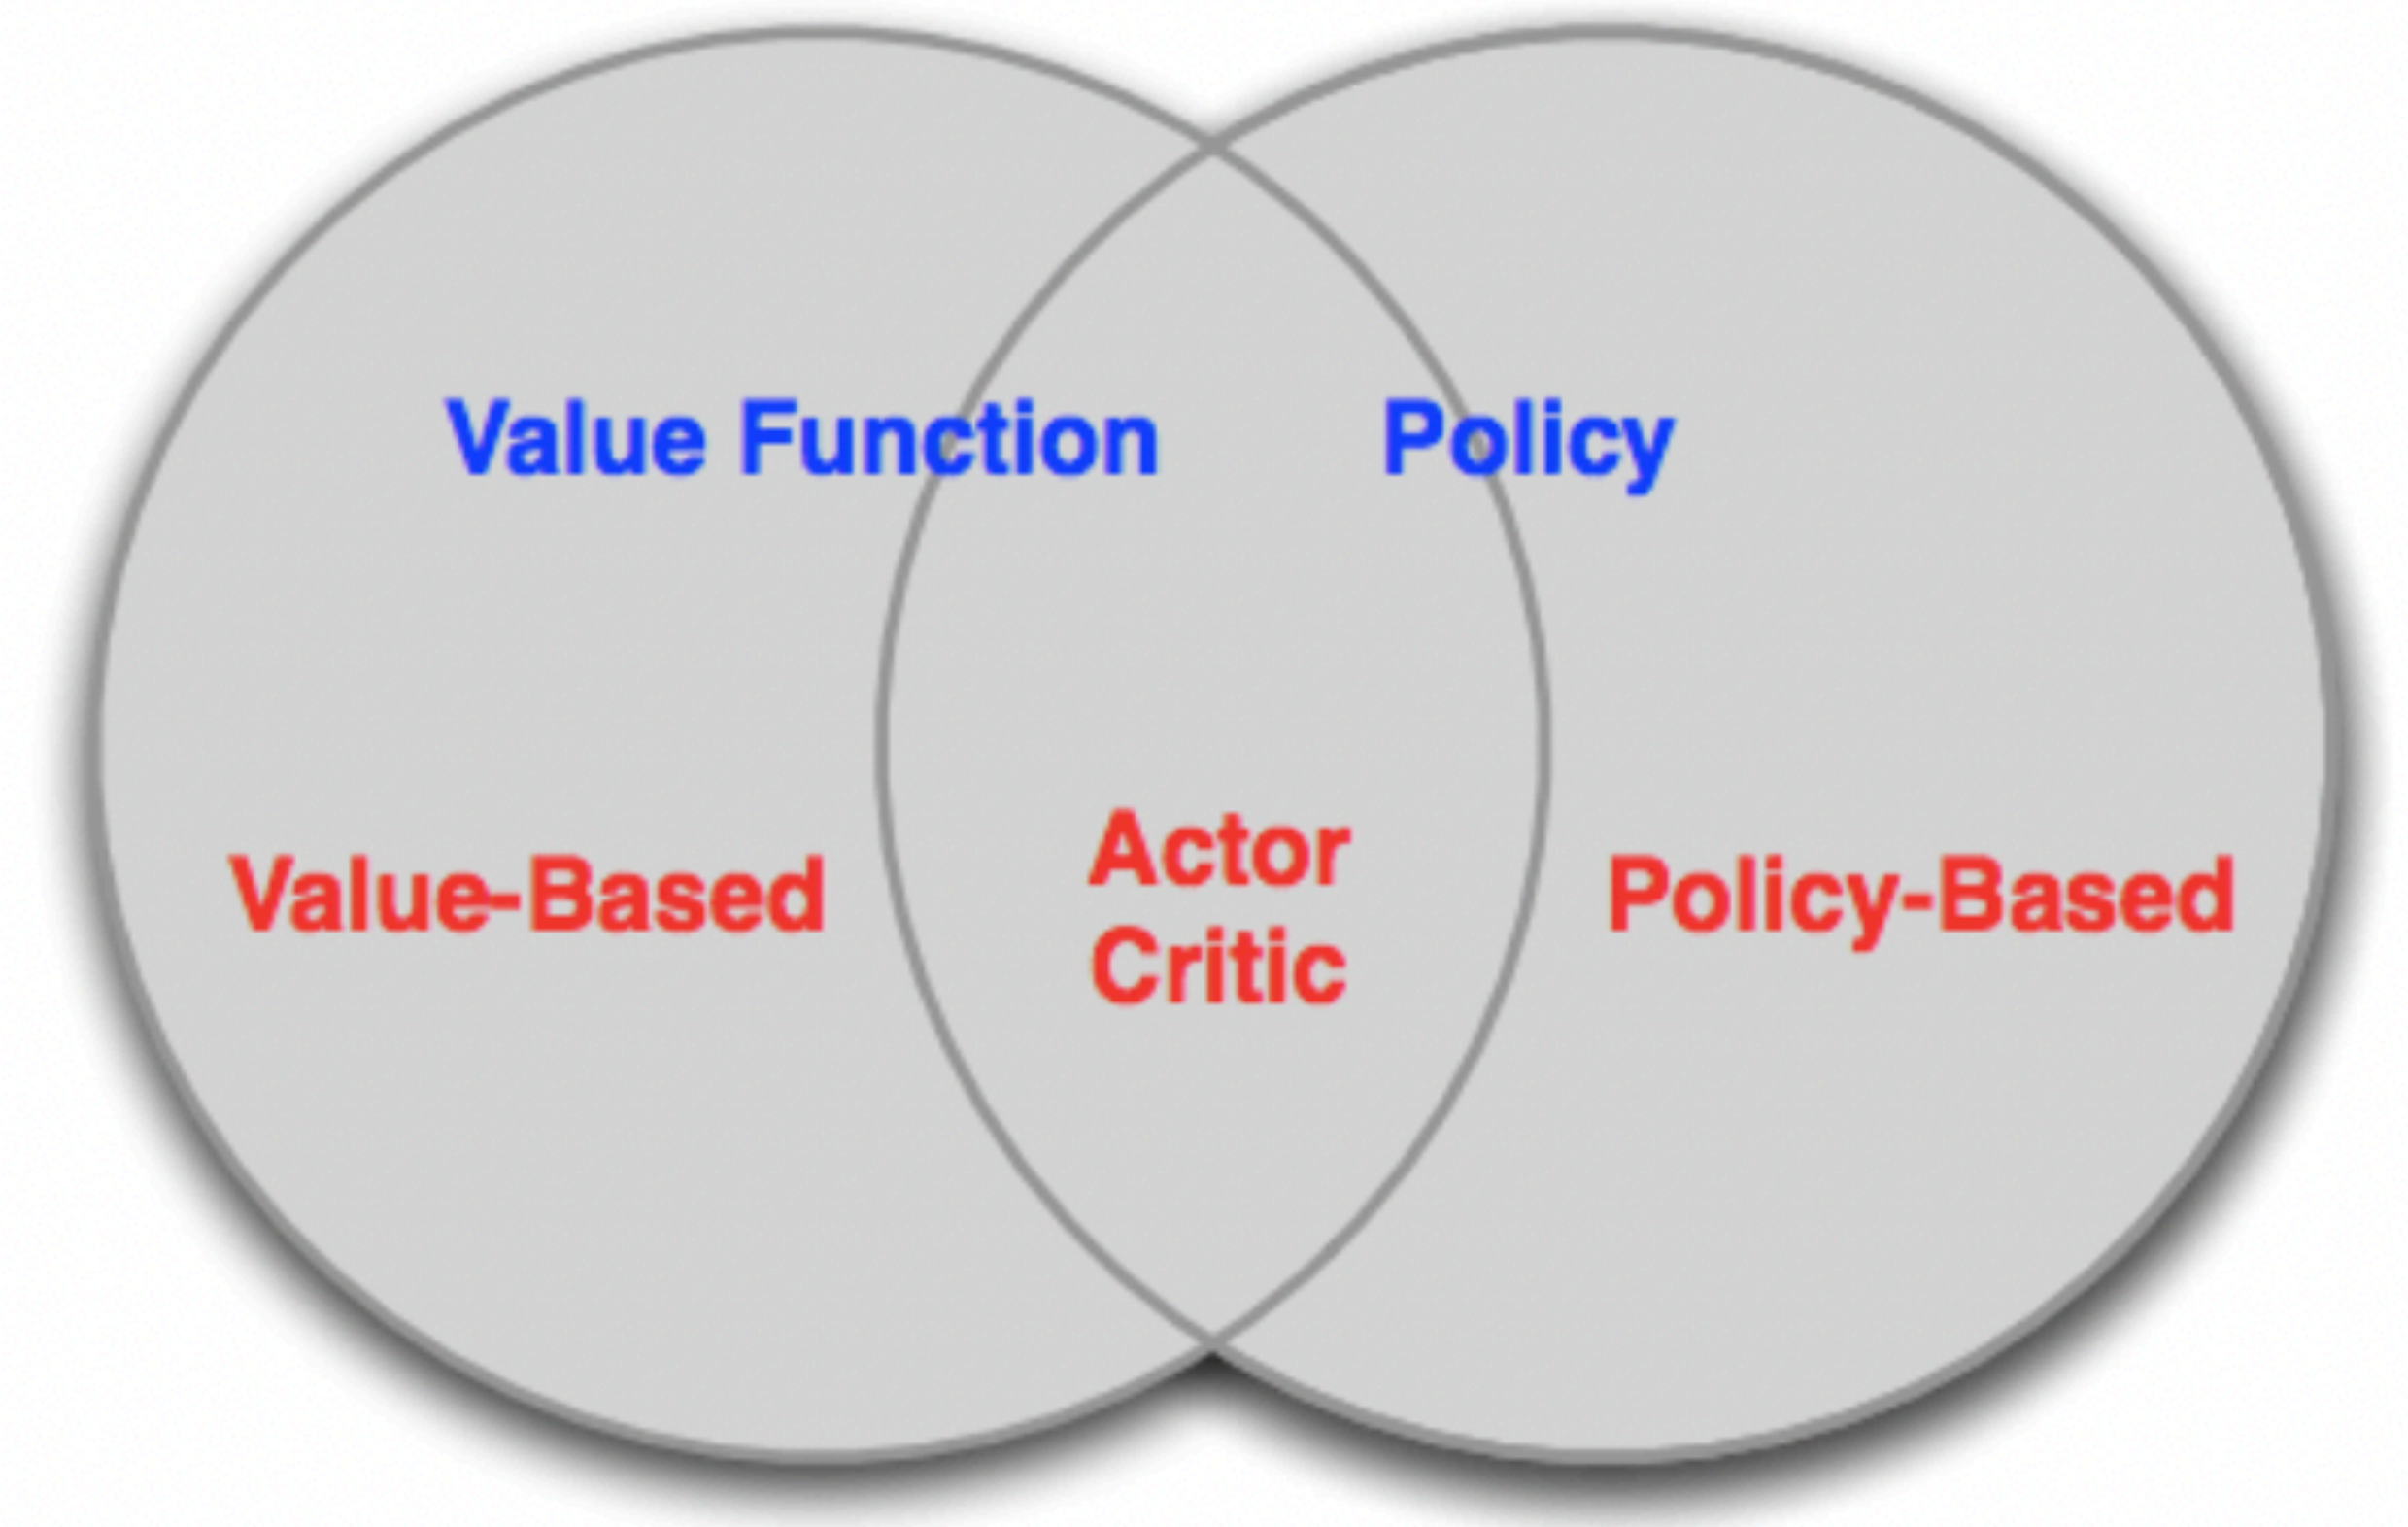 Value Function Policy
Value-Based
Actor
Critic
Policy-Based